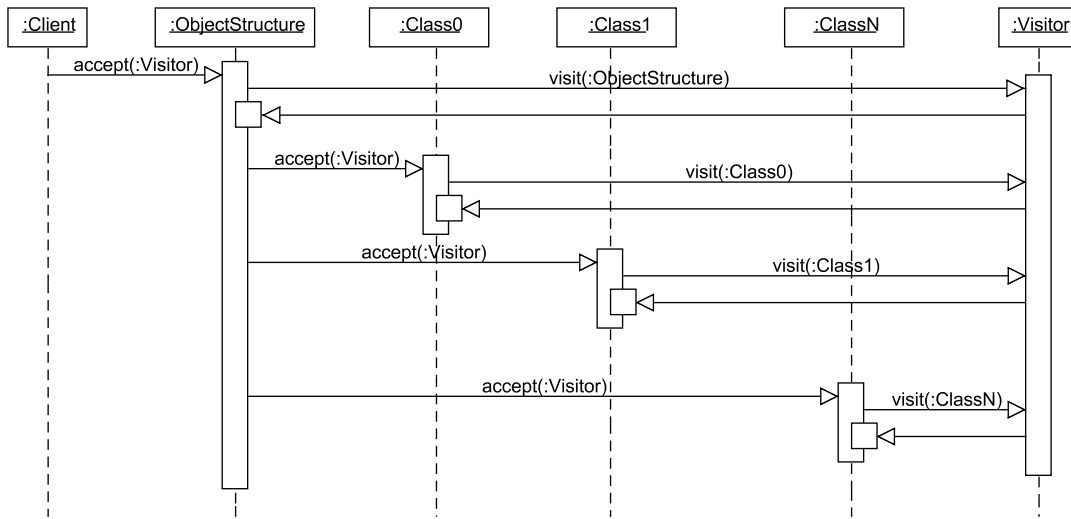 :Client
:ObjectStructure
:Class0
:Class1
:ClassN
:Visitor
accept(:Visitor)
visit(:ObjectStructure)
accept(:Visitor)
visit(:Class0)
accept(:Visitor)
visit(:Class1)
accept(:Visitor)
visit(:ClassN)